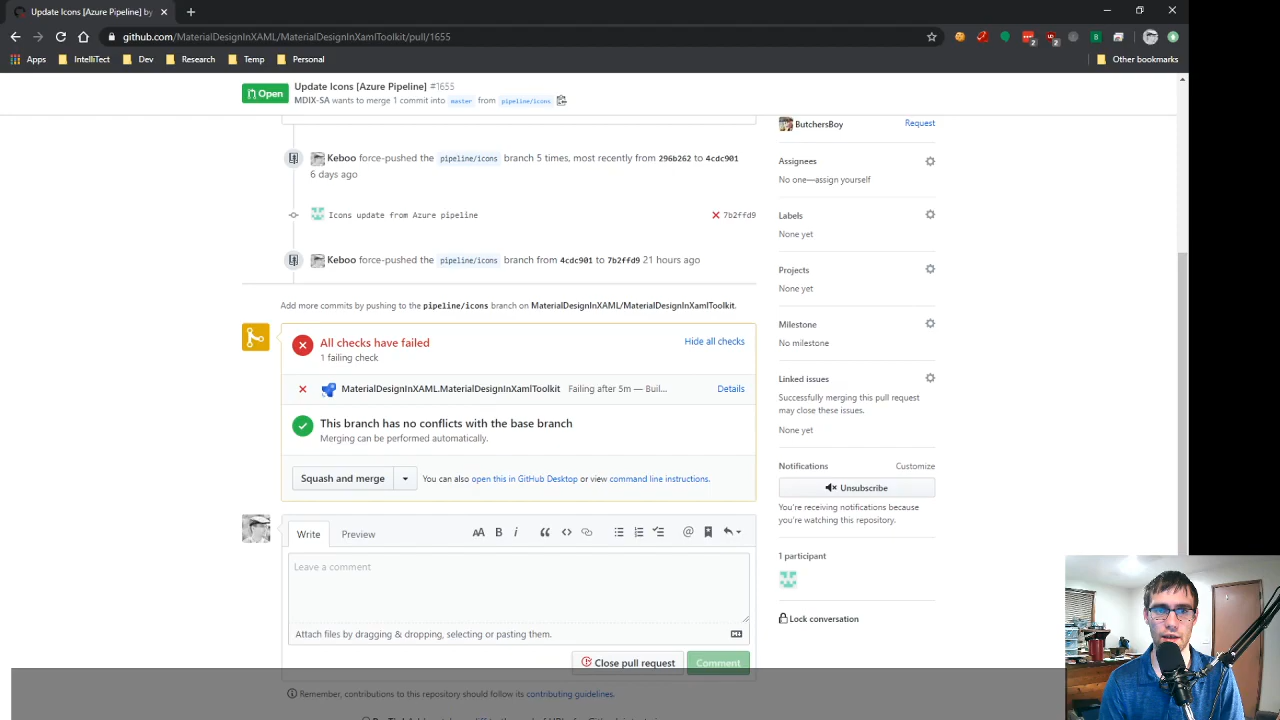 Update Icons [Azure Pipeline] by
github.com/MaterialDesignInXAML/MaterialDesignInXamlToolkit/pull/1655
Apps
IntelliTect
Dev
Research
Temp
Personal
Other bookmarks
Open
Update Icons [Azure Pipeline] #1655
MDIX-SA wants to merge 1 commit into master from pipeline/icons
ButchersBoy
Request
Keboo force-pushed the pipeline/icons branch 5 times, most recently from 296b262 to 4cdc901
6 days ago
Icons update from Azure pipeline
7b2ffd9
Keboo force-pushed the pipeline/icons branch from 4cdc901 to 7b2ffd9 21 hours ago
Add more commits by pushing to the pipeline/icons branch on MaterialDesignInXAML/MaterialDesignInXamlToolkit.
All checks have failed
1 failing check
Hide all checks
MaterialDesignInXAML.MaterialDesignInXamlToolkit Failing after 5m — Buil...
Details
This branch has no conflicts with the base branch
Merging can be performed automatically.
Squash and merge
You can also open this in GitHub Desktop or view command line instructions.
Write
Preview
Leave a comment
Attach files by dragging & dropping, selecting or pasting them.
Close pull request
Comment
Remember, contributions to this repository should follow its contributing guidelines.
Assignees
No one—assign yourself
Labels
None yet
Projects
None yet
Milestone
No milestone
Linked issues
Successfully merging this pull request
may close these issues.
None yet
Notifications
Customize
Unsubscribe
You're receiving notifications because
you're watching this repository.
1 participant
Lock conversation